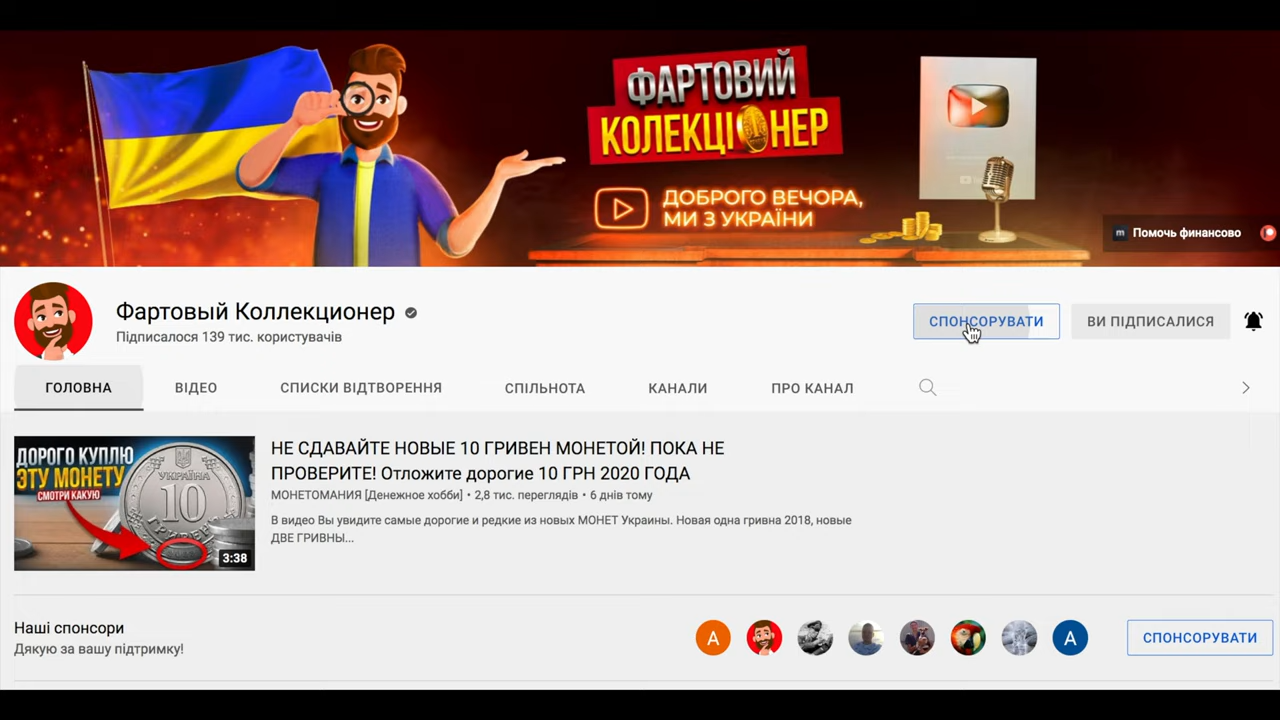 ФАРТОВИЙ
КОЛЕКЦІОНЕР
ДОБРОГО ВЕЧОРА,
МИ З УКРАЇНИ
m Помочь финансово
Фартовый Коллекционер
Підписалося 139 тис. користувачів
СПОНСОРУВАТИ
ВИ ПІДПИСАЛИСЯ
ГОЛОВНА
ВІДЕО
СПИСКИ ВІДТВОРЕННЯ
СПІЛЬНОТА
КАНАЛИ
ПРО КАНАЛ
ДОРОГО КУПЛЮ
ЭТУ МОНЕТУ
СМОТРИ КАКУЮ
УКРАЇНА
10
ГРИВЕНЬ
3:38
НЕ СДАВАЙТЕ НОВЫЕ 10 ГРИВЕН МОНЕТОЙ! ПОКА НЕ
ПРОВЕРИТЕ! Отложите дорогие 10 ГРН 2020 ГОДА
МОНЕТОМАНИЯ [Денежное хобби] • 2,8 тис. переглядів • 6 днів тому
В видео Вы увидите самые дорогие и редкие из новых МОНЕТ Украины. Новая одна гривна 2018, новые
ДВЕ ГРИВНЫ...
Наші спонсори
Дякую за вашу підтримку!
А
А
СПОНСОРУВАТИ